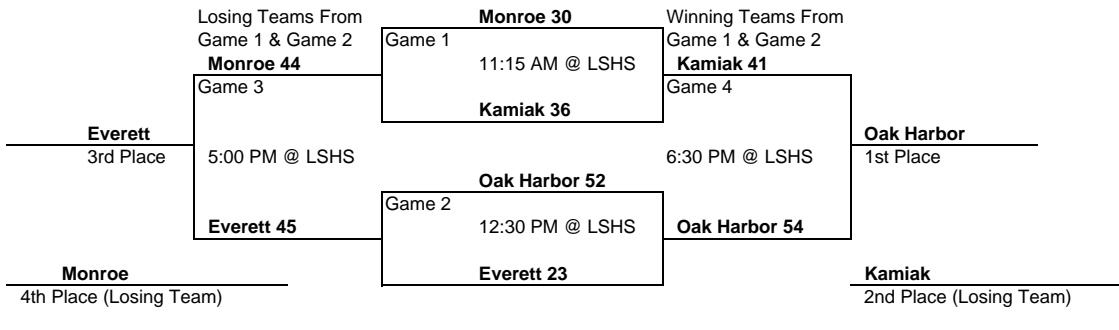 Losing Teams From Monroe 30 Winning Teams From
Game 1 & Game 2 Game 1 Game 1 & Game 2
Monroe 44 11:15 AM @ LSHS Kamiak 41
Game 3 Game 4
Kamiak 36
Everett Oak Harbor
3rd Place 5:00 PM @ LSHS 6:30 PM @ LSHS 1st Place
Oak Harbor 52
Game 2
Everett 45 12:30 PM @ LSHS Oak Harbor 54
Monroe Everett 23 Kamiak
4th Place (Losing Team) 2nd Place (Losing Team)